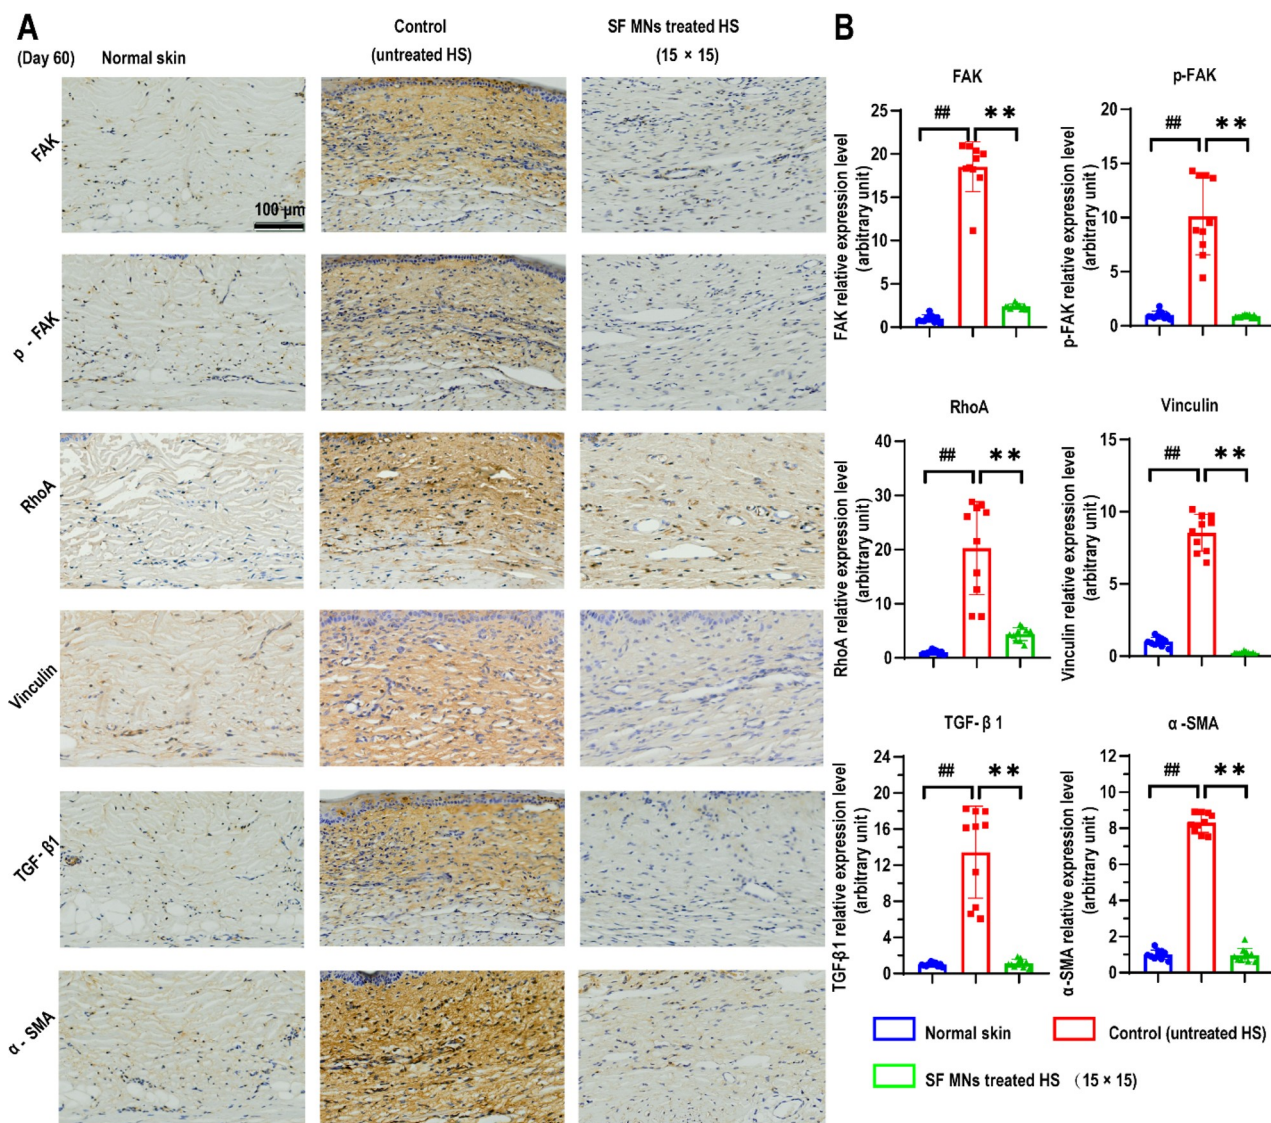 A
B
(Day 60)
Normal skin
Control
(untreated HS)
SF MNs treated HS
(15 × 15)
FAK
100 μm
p - FAK
RhoA
Vinculin
TGF- β1
α - SMA
FAK
FAK relative expression level
(arbitrary unit)
25
20
15
10
5
0
##
**
p-FAK
p-FAK relative expression level
(arbitrary unit)
20
15
10
5
0
##
**
RhoA
RhoA relative expression level
(arbitrary unit)
40
30
20
10
0
##
**
Vinculin
Vinculin relative expression level
(arbitrary unit)
15
10
5
0
##
**
TGF- β 1
TGF-β1 relative expression level
(arbitrary unit)
24
20
16
12
8
4
0
##
**
α -SMA
α-SMA relative expression level
(arbitrary unit)
12
10
8
6
4
2
1
0
##
**
Normal skin
Control (untreated HS)
SF MNs treated HS (15 × 15)